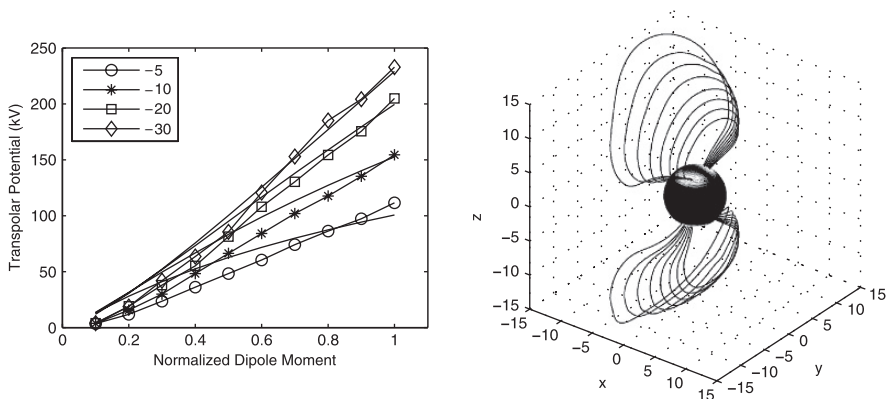 250
200
150
100
50
0
Transpolar Potential (kV)
−5
−10
−20
−30
0 0.2 0.4 0.6 0.8 1
Normalized Dipole Moment
15
10
5
0
−5
−10
−15
z
−15 −10 −5 0 5 10 15
x
−15 −10 −5 0 5 10 15
y